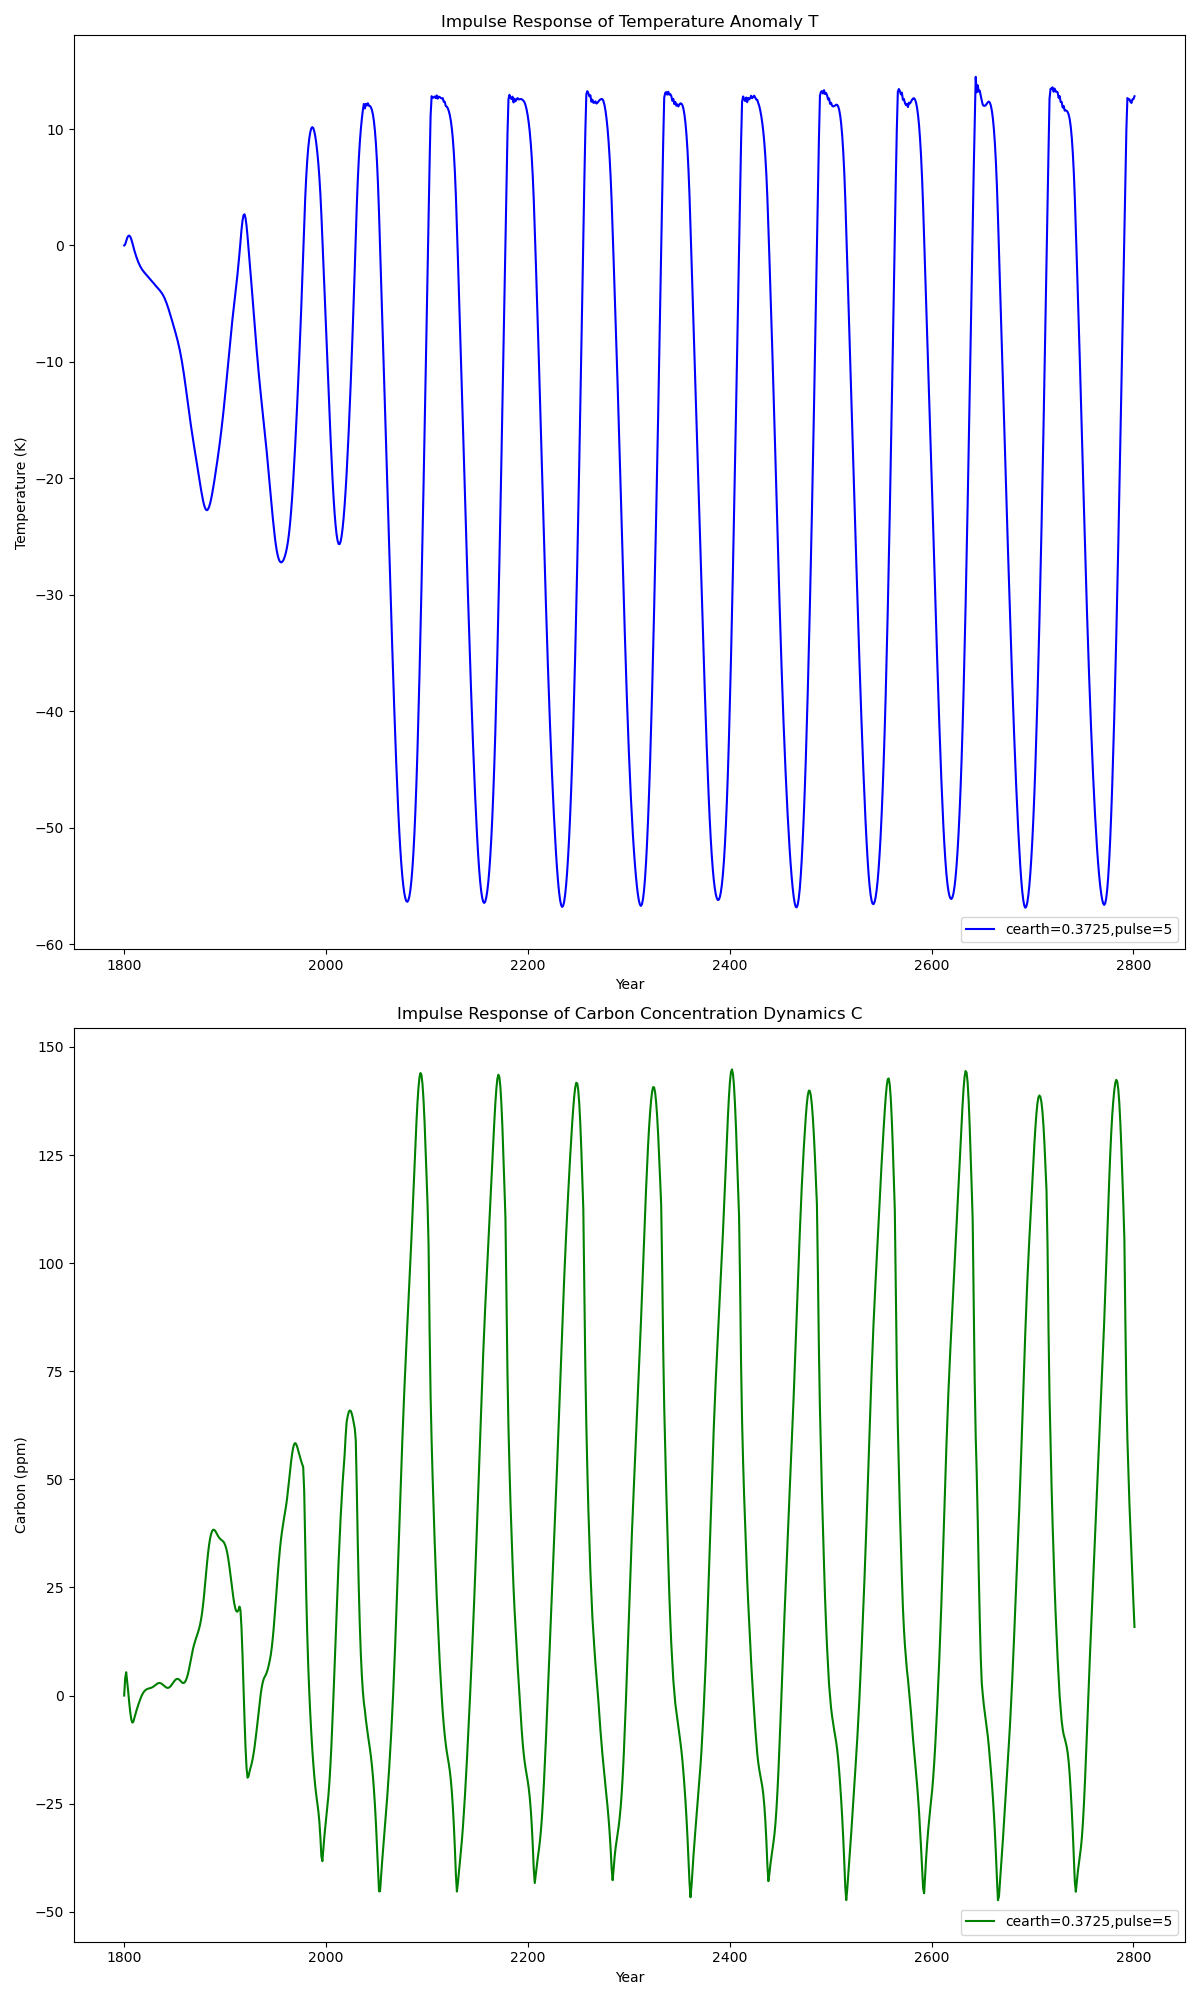 Impulse Response of Temperature Anomaly T
10
0
−10
−20
−30
−40
−50
−60
Temperature (K)
cearth=0.3725,pulse=5
1800 2000 2200 2400 2600 2800
Year
Impulse Response of Carbon Concentration Dynamics C
150
125
100
75
50
25
0
−25
−50
Carbon (ppm)
cearth=0.3725,pulse=5
1800 2000 2200 2400 2600 2800
Year